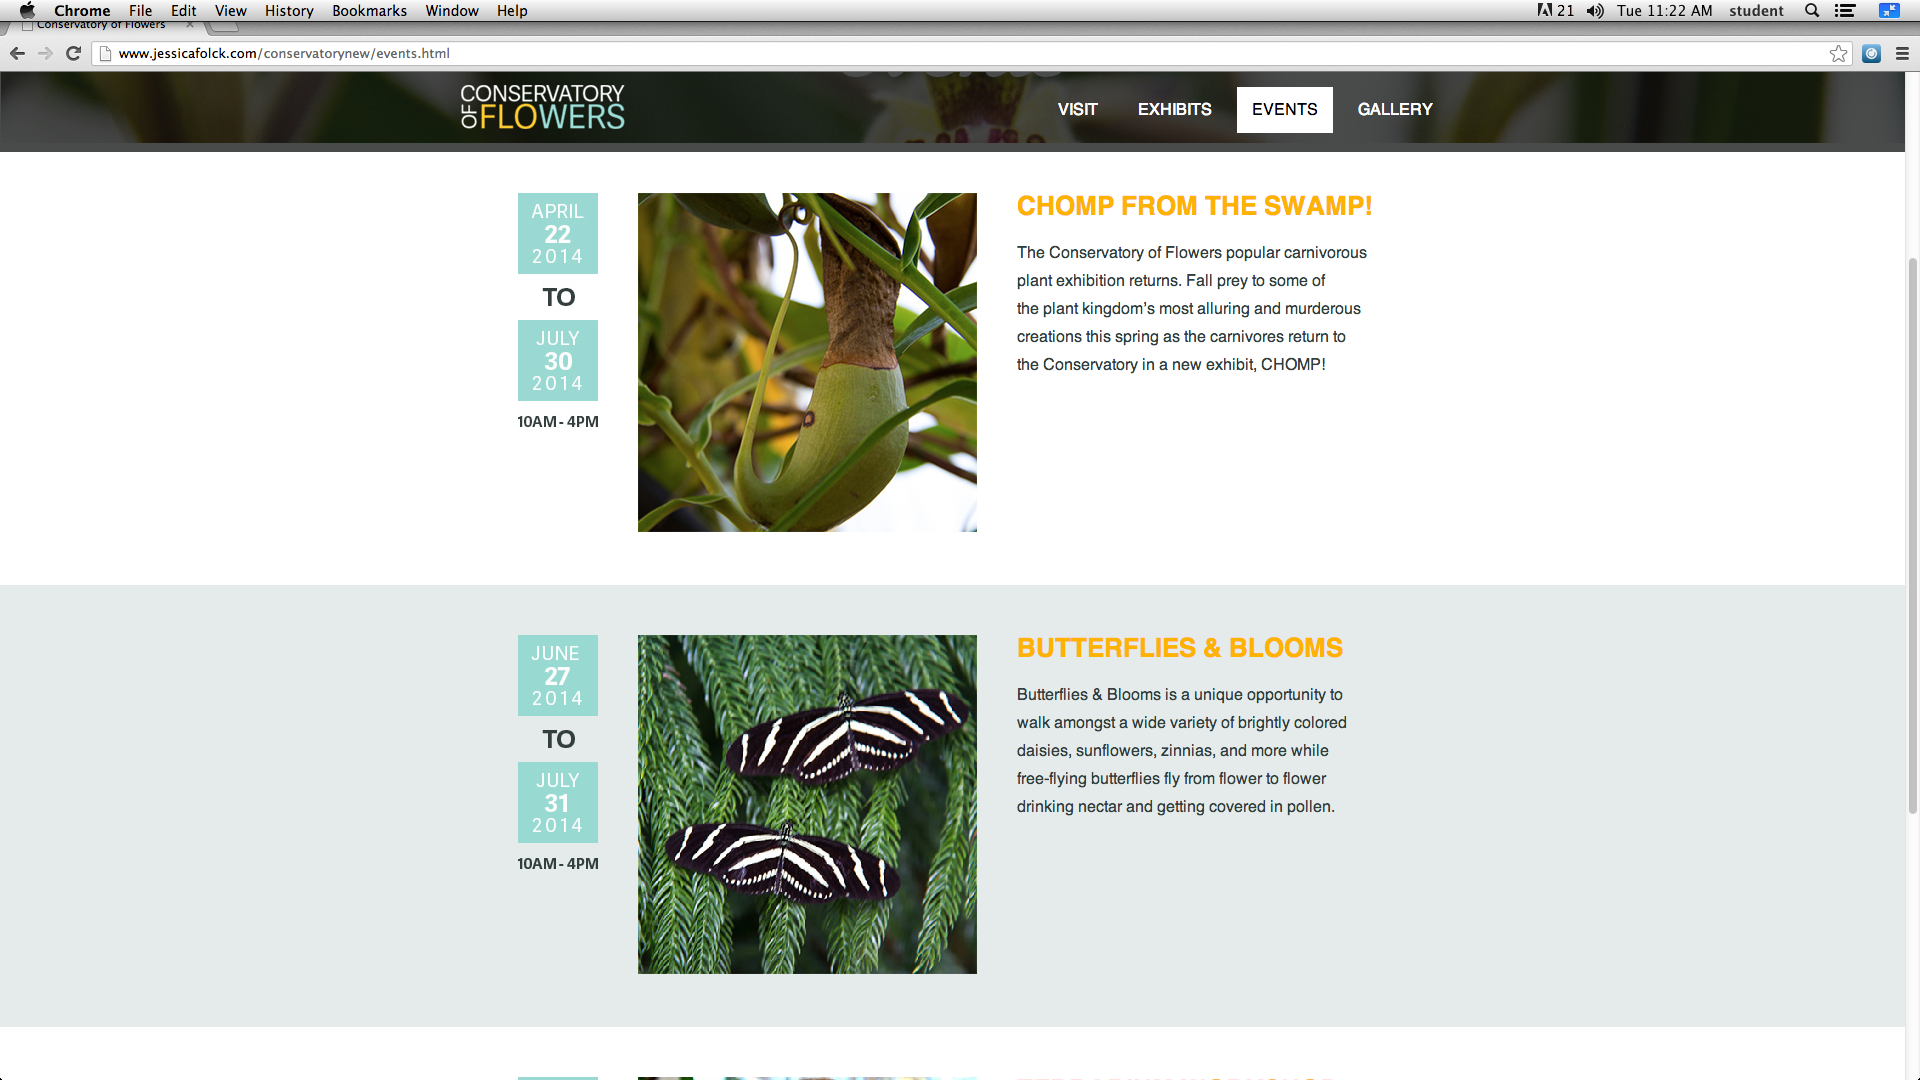 Chrome File Edit View History Bookmarks Window Help
21 Tue 11:22 AM student
Conservatory of Flowers
www.jessicafolck.com/conservatorynew/events.html
CONSERVATORY
OF FLOWERS
VISIT EXHIBITS EVENTS GALLERY
APRIL
22
2014
TO
JULY
30
2014
10AM - 4PM
CHOMP FROM THE SWAMP!
The Conservatory of Flowers popular carnivorous
plant exhibition returns. Fall prey to some of
the plant kingdom's most alluring and murderous
creations this spring as the carnivores return to
the Conservatory in a new exhibit, CHOMP!
JUNE
27
2014
TO
JULY
31
2014
10AM - 4PM
BUTTERFLIES & BLOOMS
Butterflies & Blooms is a unique opportunity to
walk amongst a wide variety of brightly colored
daisies, sunflowers, zinnias, and more while
free-flying butterflies fly from flower to flower
drinking nectar and getting covered in pollen.